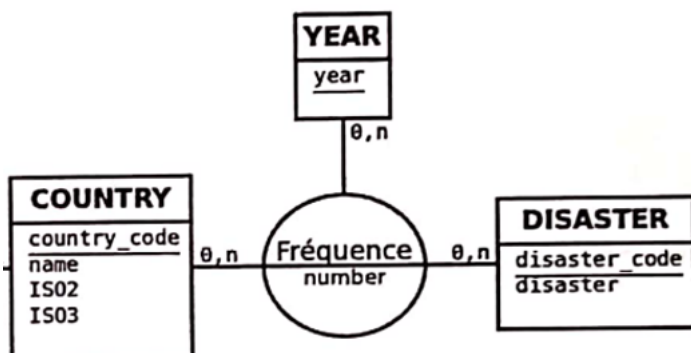 YEAR
year
0,n
COUNTRY
country_code
name
ISO2
ISO3
0,n
Fréquence
number
0,n
DISASTER
disaster_code
disaster